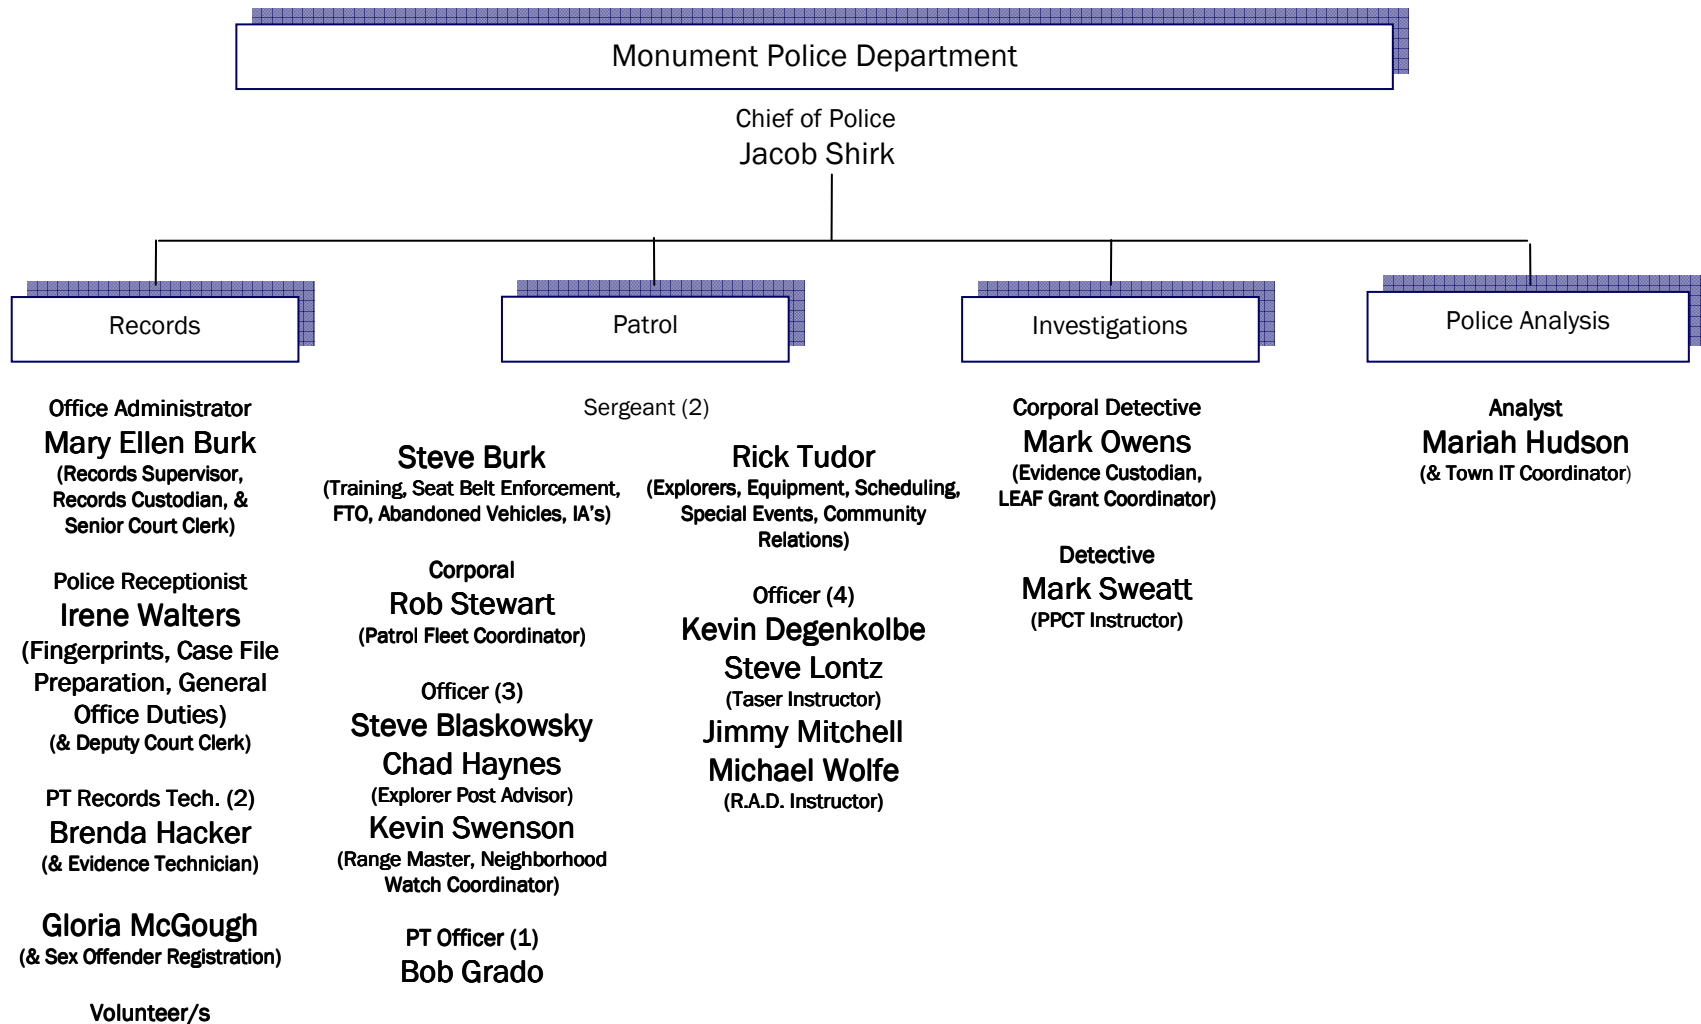 Monument Police Department
Chief of Police
Jacob Shirk
Records
Office Administrator
Mary Ellen Burk
(Records Supervisor,
Records Custodian, &
Senior Court Clerk)
Police Receptionist
Irene Walters
(Fingerprints, Case File
Preparation, General
Office Duties)
(& Deputy Court Clerk)
PT Records Tech. (2)
Brenda Hacker
(& Evidence Technician)
Gloria McGough
(& Sex Offender Registration)
Volunteer/s
Patrol
Sergeant (2)
Steve Burk
(Training, Seat Belt Enforcement,
FTO, Abandoned Vehicles, IA's)
Corporal
Rob Stewart
(Patrol Fleet Coordinator)
Officer (3)
Steve Blaskowsky
Chad Haynes
(Explorer Post Advisor)
Kevin Swenson
(Range Master, Neighborhood
Watch Coordinator)
PT Officer (1)
Bob Grado
Rick Tudor
(Explorers, Equipment, Scheduling,
Special Events, Community
Relations)
Officer (4)
Kevin Degenkolbe
Steve Lontz
(Taser Instructor)
Jimmy Mitchell
Michael Wolfe
(R.A.D. Instructor)
Investigations
Corporal Detective
Mark Owens
(Evidence Custodian,
LEAF Grant Coordinator)
Detective
Mark Sweatt
(PPCT Instructor)
Police Analysis
Analyst
Mariah Hudson
(& Town IT Coordinator)